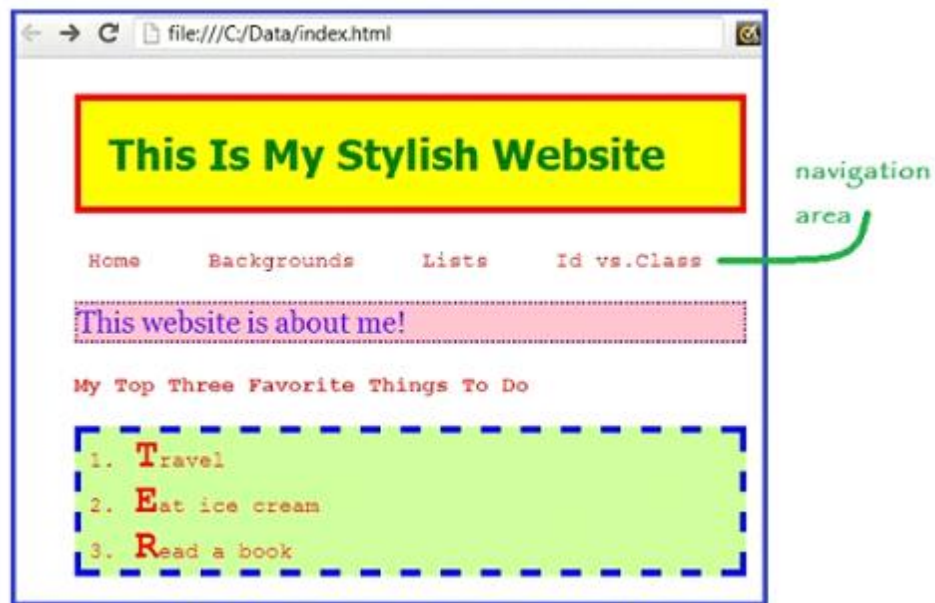 file:///C:/Data/index.html
This Is My Stylish Website
navigation
area
Home Backgrounds Lists Id vs.Class
This website is about me!
My Top Three Favorite Things To Do
1. Travel
2. Eat ice cream
3. Read a book